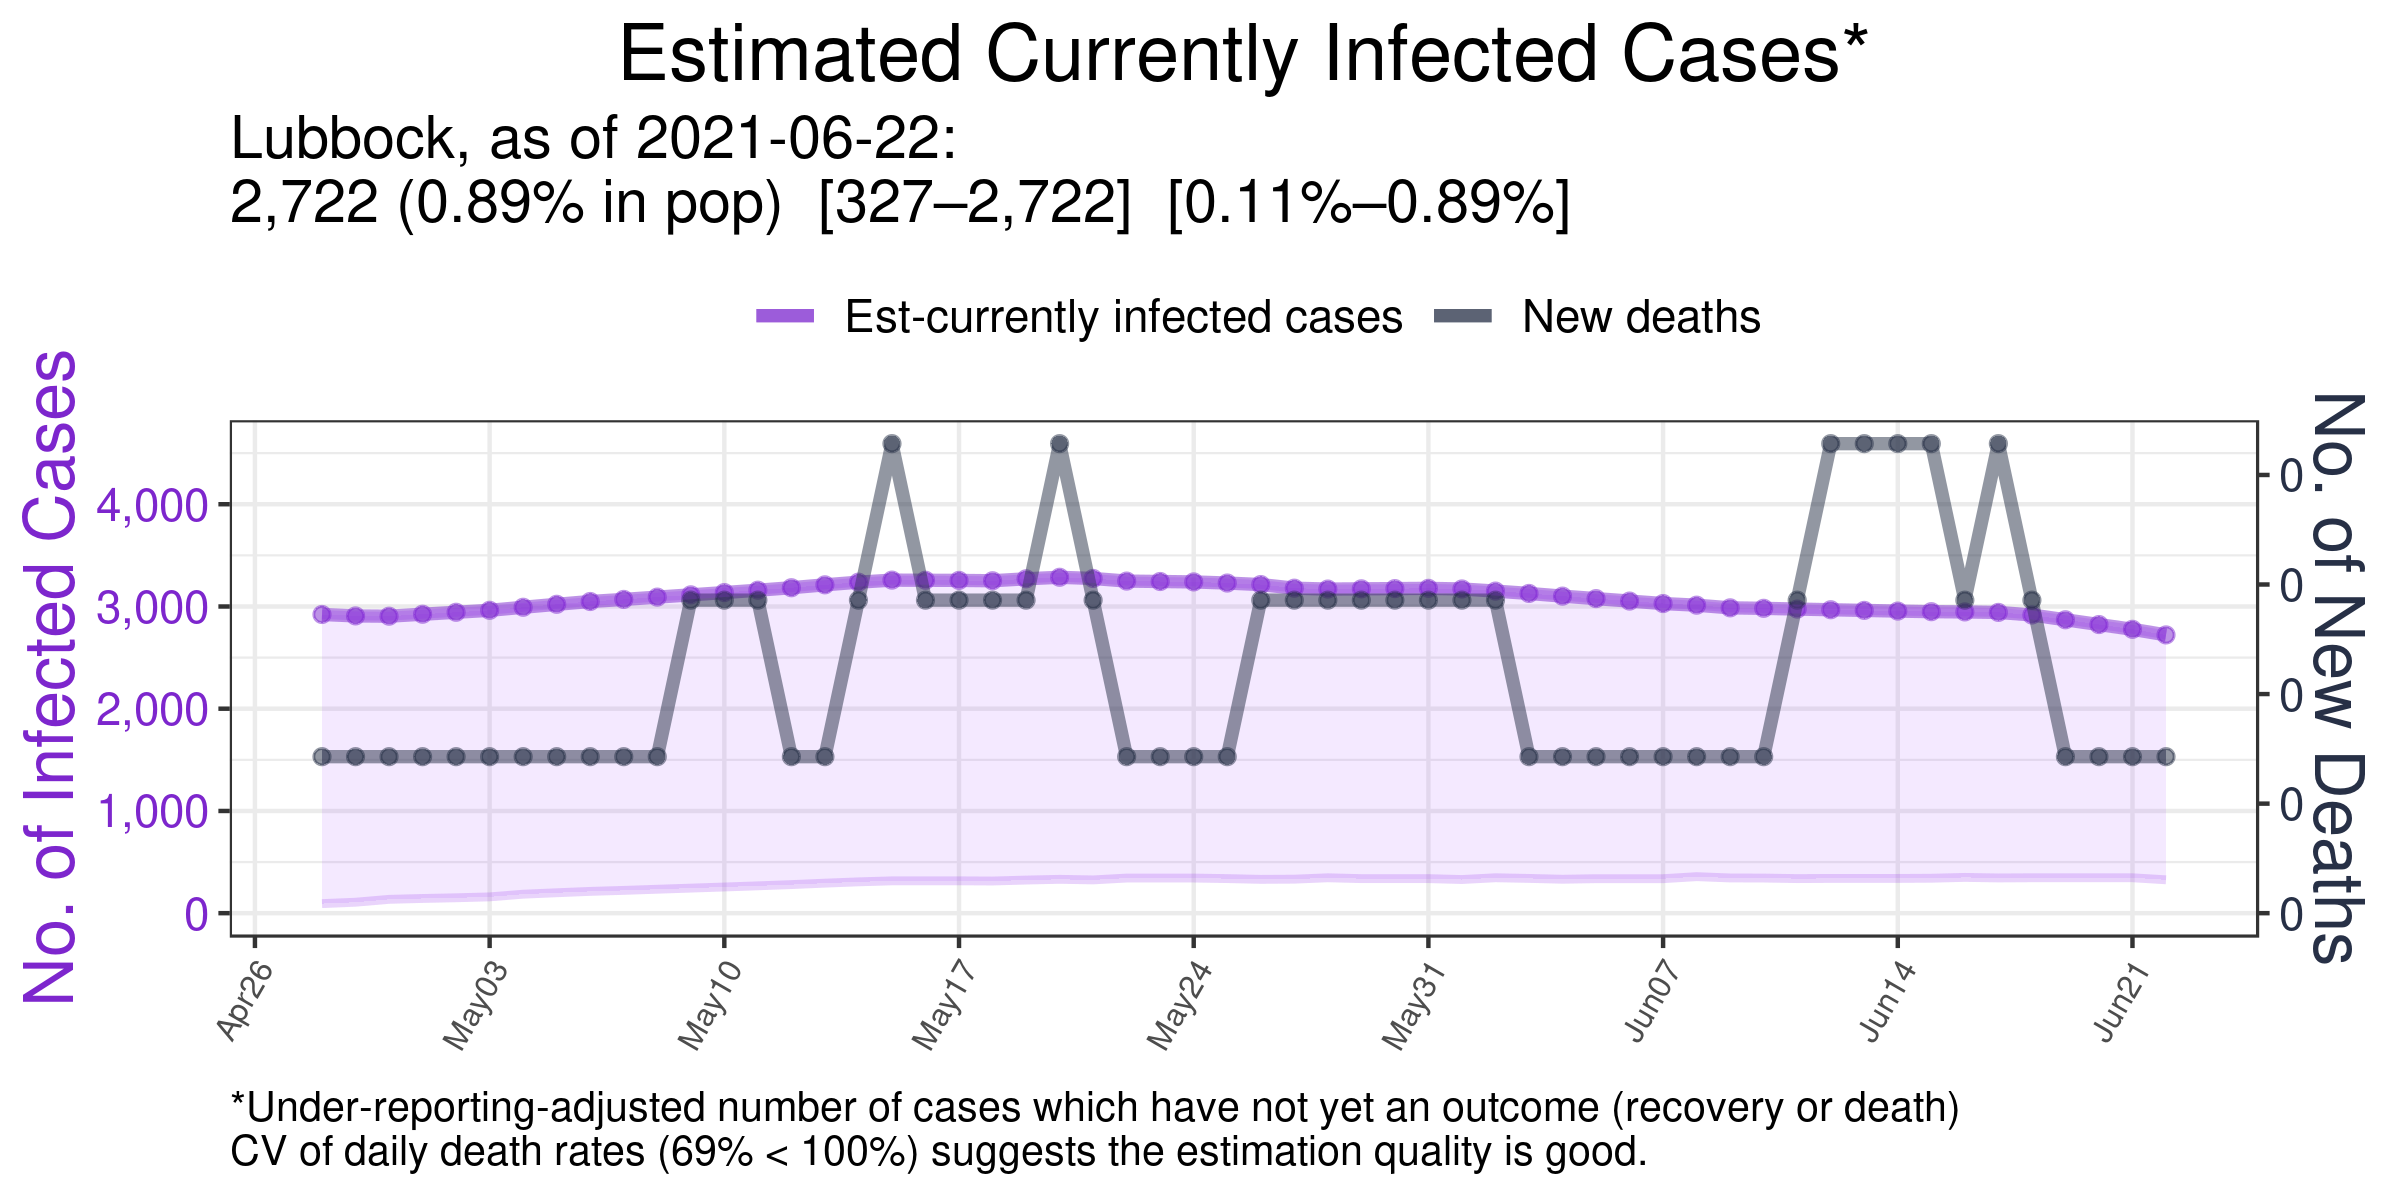 Estimated Currently Infected Cases*
Lubbock, as of 2021-06-22:
2,722 (0.89% in pop)  [327–2,722]  [0.11%–0.89%]
Est-currently infected cases
New deaths
No. of Infected Cases
4,000
3,000
2,000
1,000
0
0
0
0
0
0
No. of New Deaths
Apr26
May03
May10
May17
May24
May31
Jun07
Jun14
Jun21
*Under-reporting-adjusted number of cases which have not yet an outcome (recovery or death)
CV of daily death rates (69% < 100%) suggests the estimation quality is good.